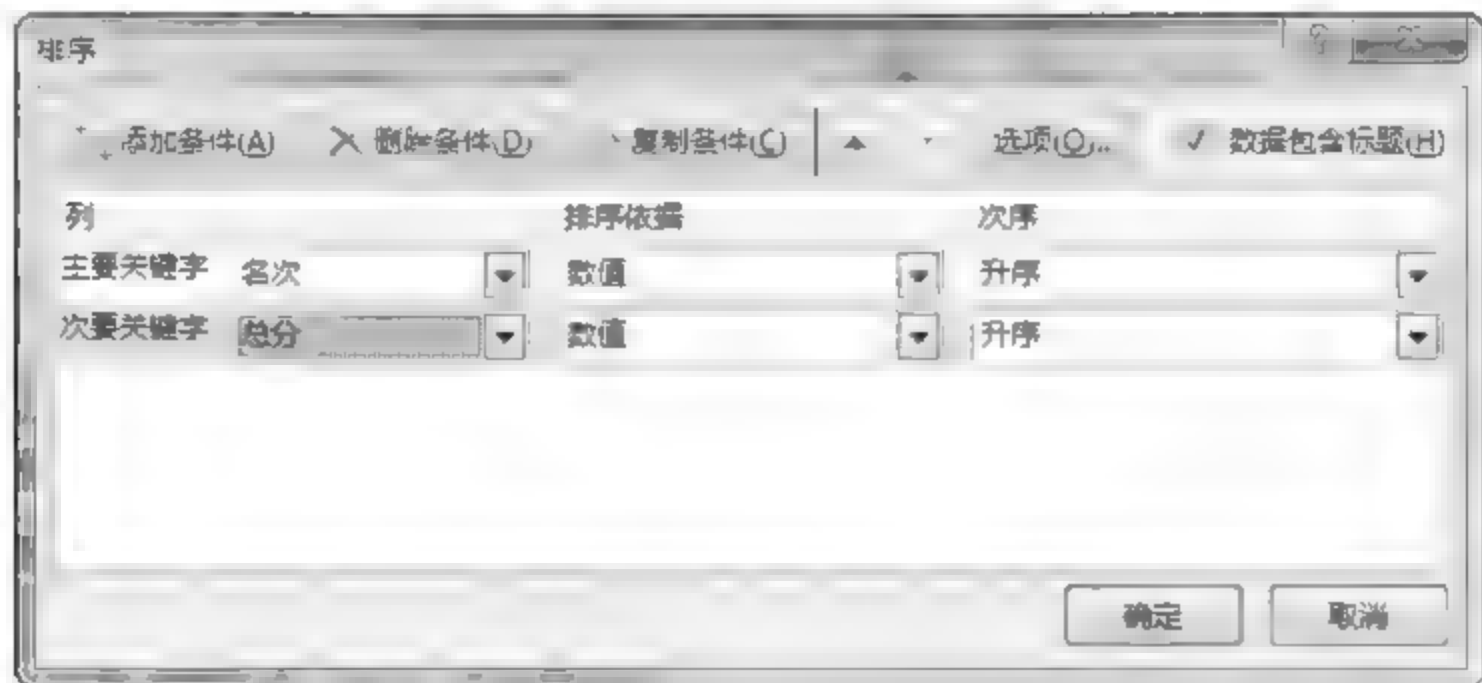 排序
添加条件(A) 删除条件(D) 复制条件(C) 选项(O)... 数据包含标题(H)
列 排序依据 次序
主要关键字 名次 数值 升序
次要关键字 总分 数值 升序
确定 取消